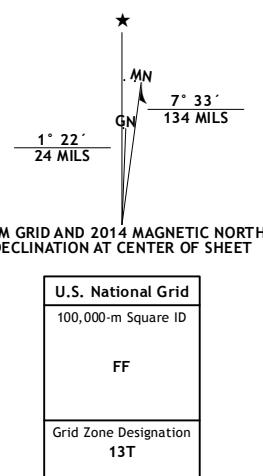 ★
MN
7° 33´
134 MILS
GN
1° 22´
24 MILS
M GRID AND 2014 MAGNETIC NORTH
DECLINATION AT CENTER OF SHEET
U.S. National Grid
100,000-m Square ID
FF
Grid Zone Designation
13T